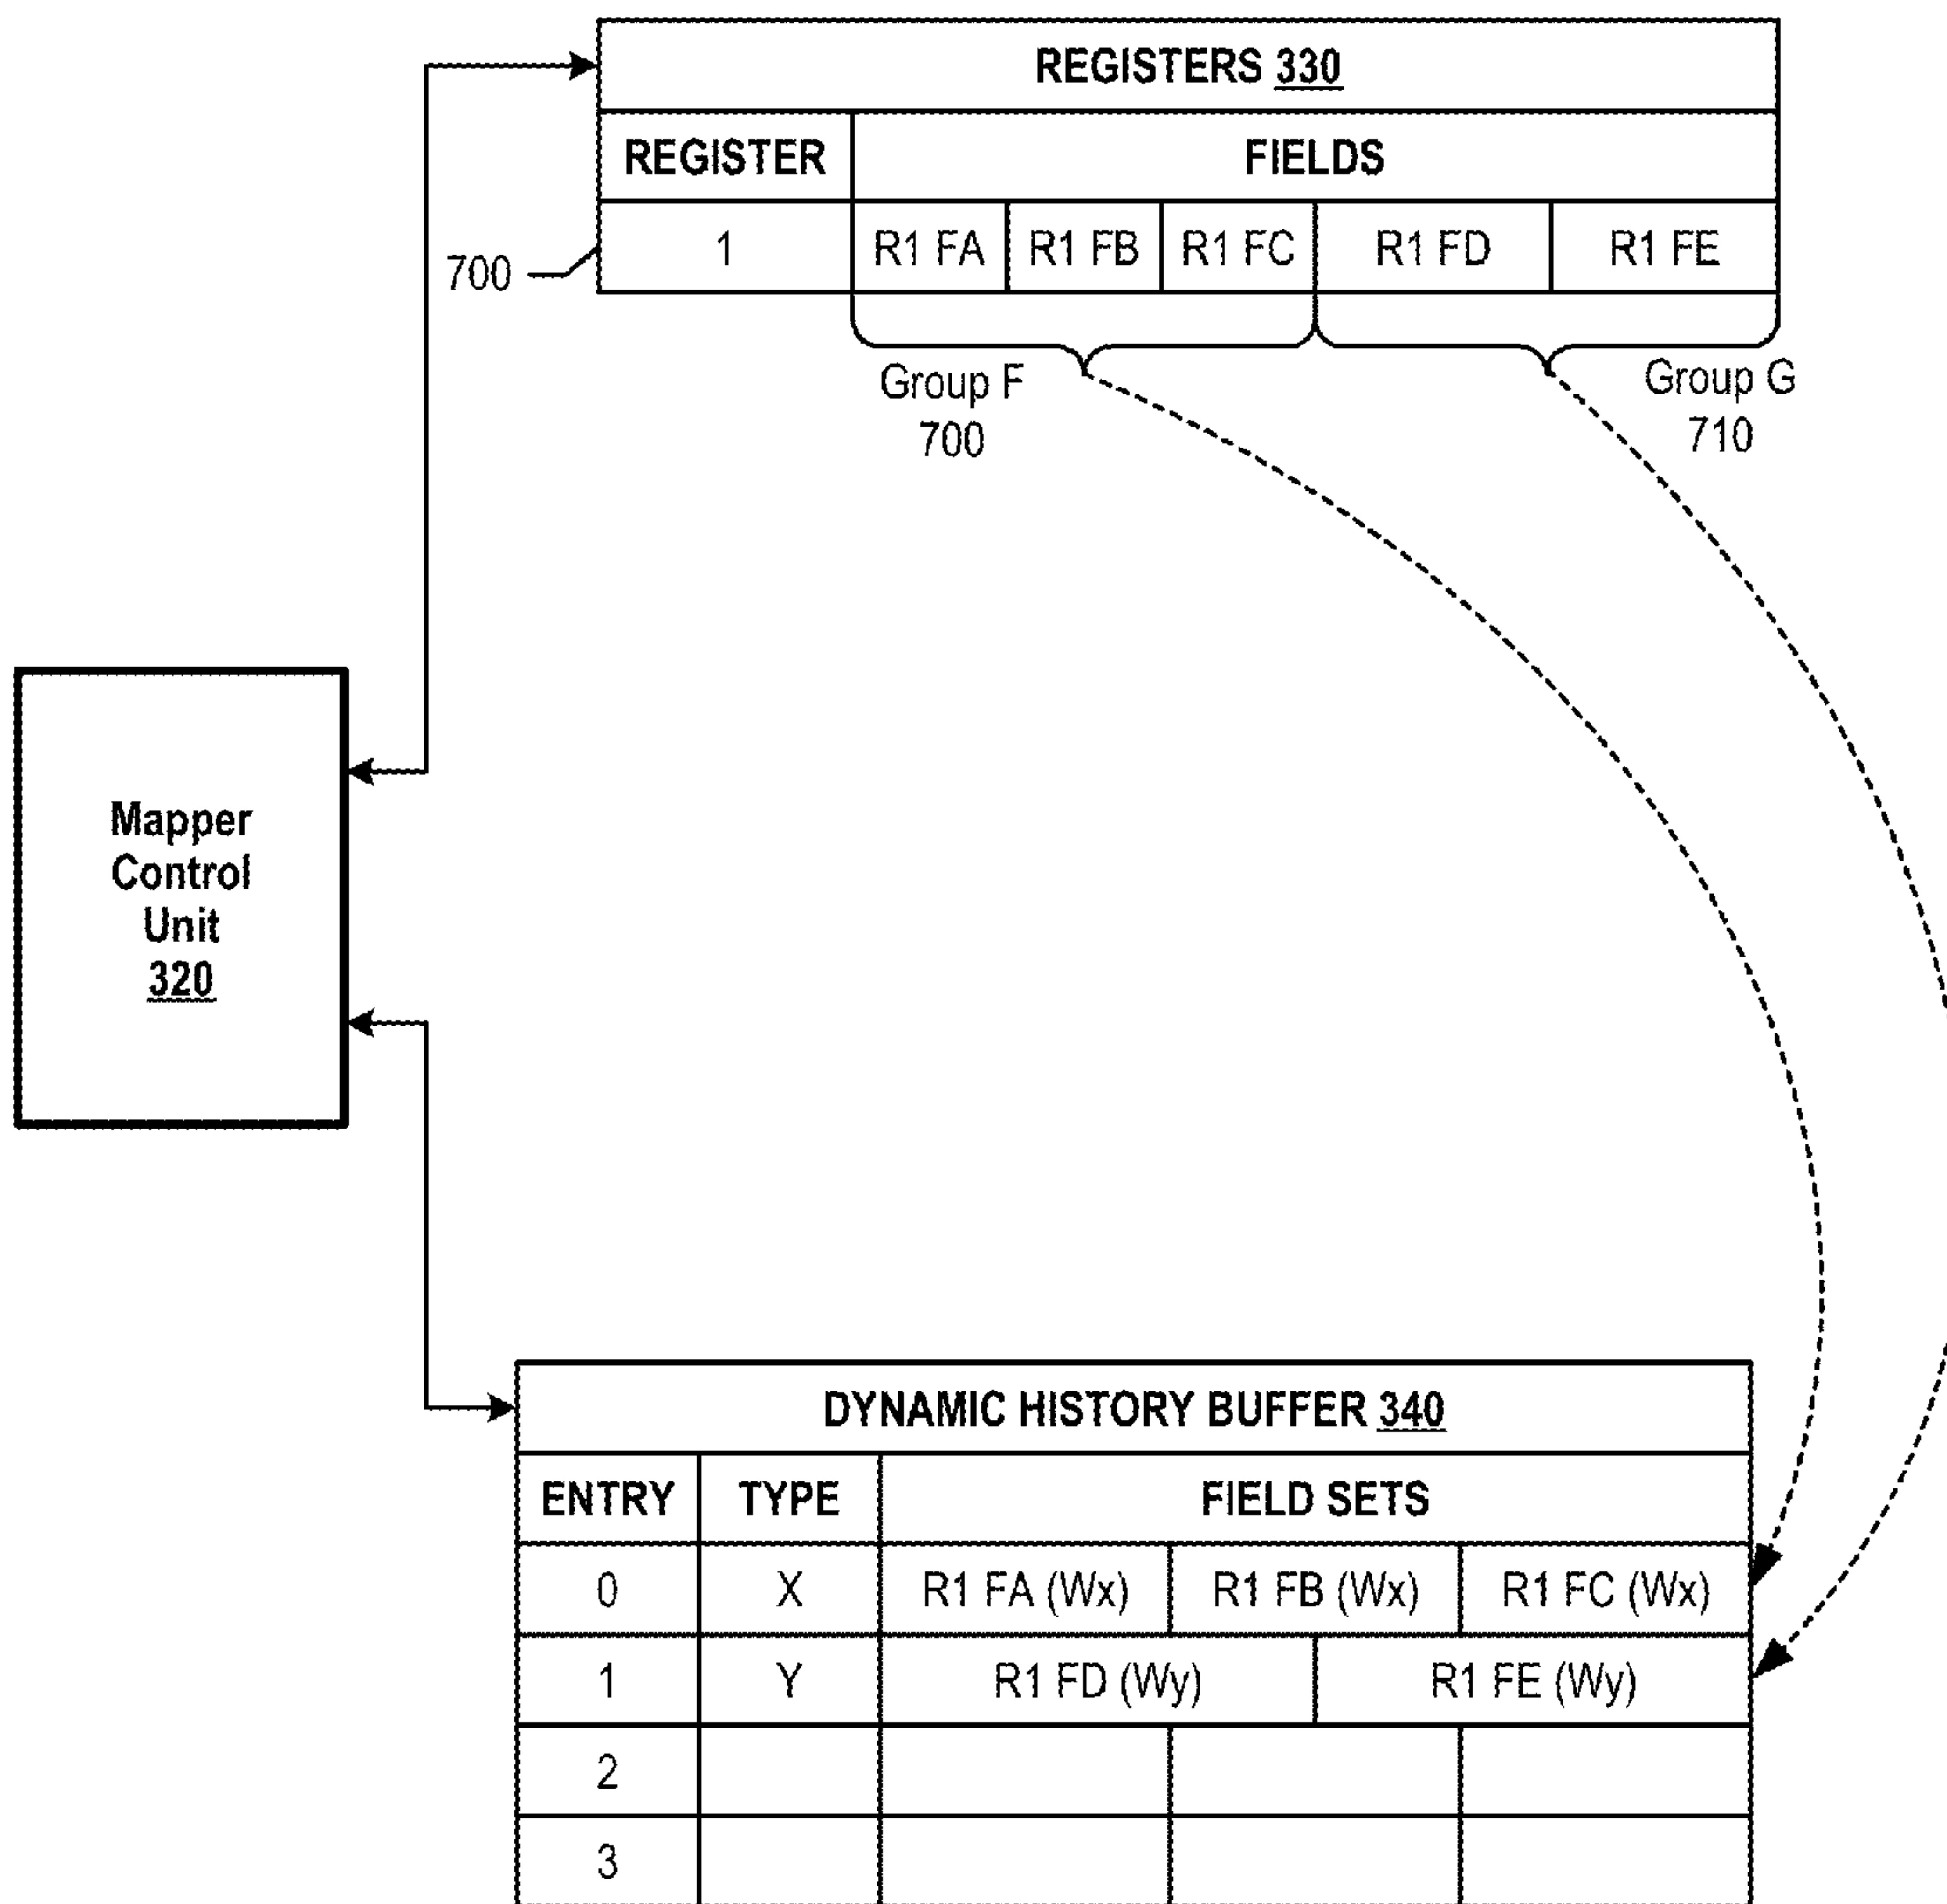 REGISTERS 330
REGISTER FIELDS
700 1 R1 FA R1 FB R1 FC R1 FD R1 FE
Group F Group G
700 710
Mapper
Control
Unit
320
DYNAMIC HISTORY BUFFER 340
ENTRY TYPE FIELD SETS
0 X R1 FA (Wx) R1 FB (Wx) R1 FC (Wx)
1 Y R1 FD (Wy) R1 FE (Wy)
2
3